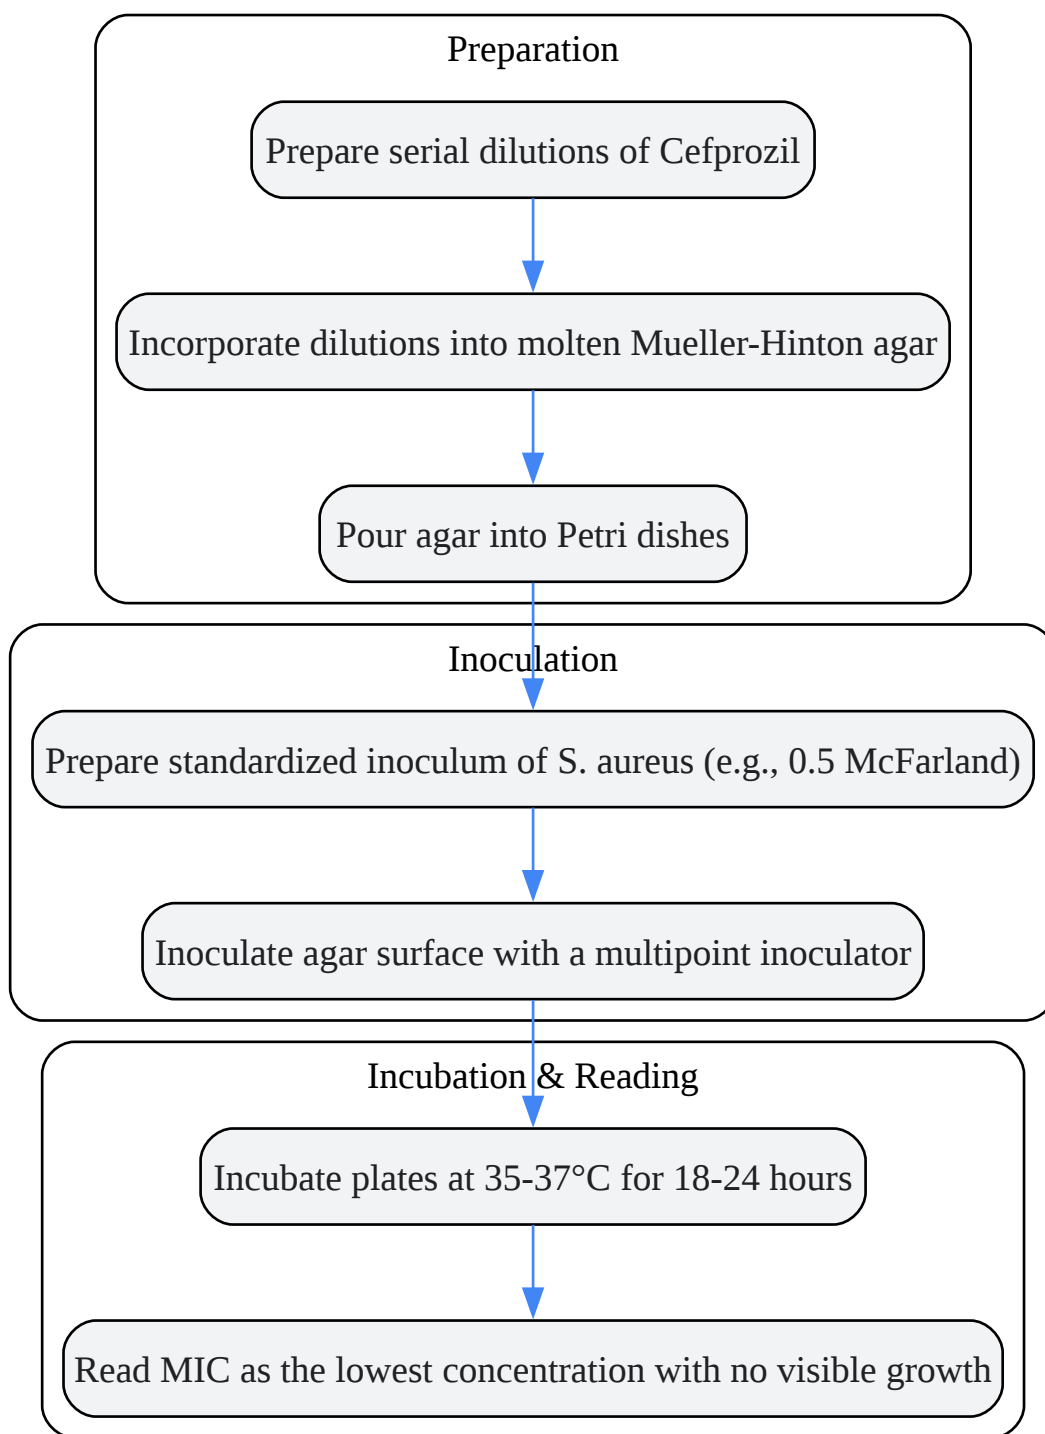 Preparation
Prepare serial dilutions of Cefprozil
Incorporate dilutions into molten Mueller-Hinton agar
Pour agar into Petri dishes
Inoculation
Prepare standardized inoculum of S. aureus (e.g., 0.5 McFarland)
Inoculate agar surface with a multipoint inoculator
Incubation & Reading
Incubate plates at 35-37°C for 18-24 hours
Read MIC as the lowest concentration with no visible growth